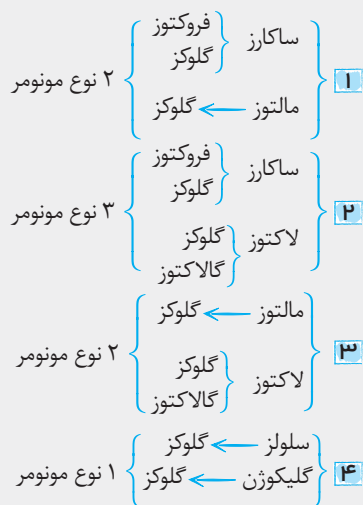 ۱ ساکارز فروکتوز
گلوکز ۲ نوع مونومر
مالتوز گلوکز
۲ ساکارز فروکتوز
گلوکز ۳ نوع مونومر
لاکتوز گلوکز
گالاکتوز
۳ مالتوز گلوکز
۲ نوع مونومر
لاکتوز گلوکز
گالاکتوز
۴ سلولز گلوکز
گلیکوژن گلوکز ۱ نوع مونومر